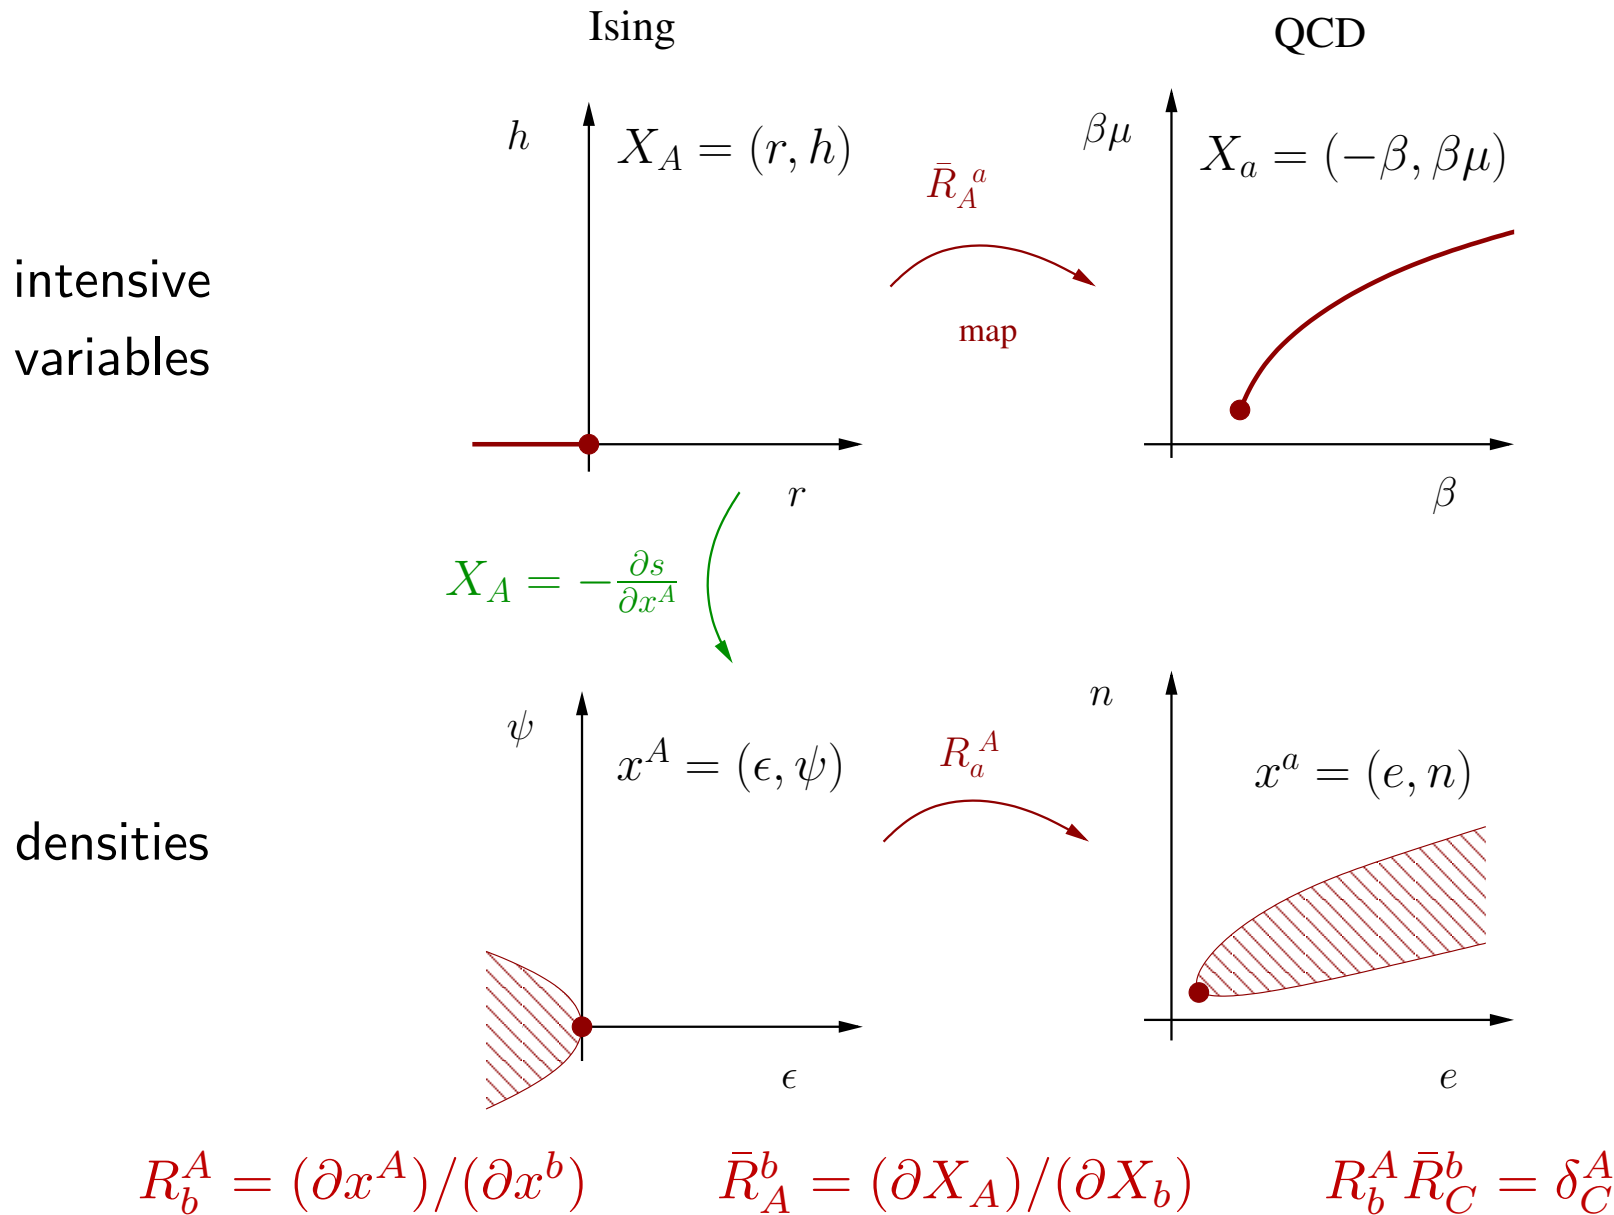 Ising
QCD
h
X_A = (r, h)
R̄_A^a
βμ
X_a = (−β, βμ)
intensive
variables
map
r
β
X_A = −∂s/∂x^A
ψ
x^A = (ϵ, ψ)
R_a^A
n
x^a = (e, n)
densities
ϵ
e
R_b^A = (∂x^A)/(∂x^b)
R̄_A^b = (∂X_A)/(∂X_b)
R_b^A R̄_C^b = δ_C^A